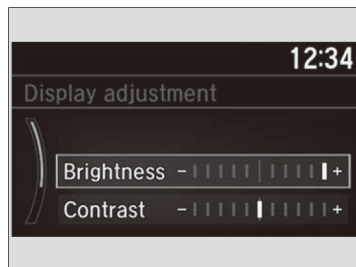 12:34
Display adjustment
Brightness - +
Contrast - +